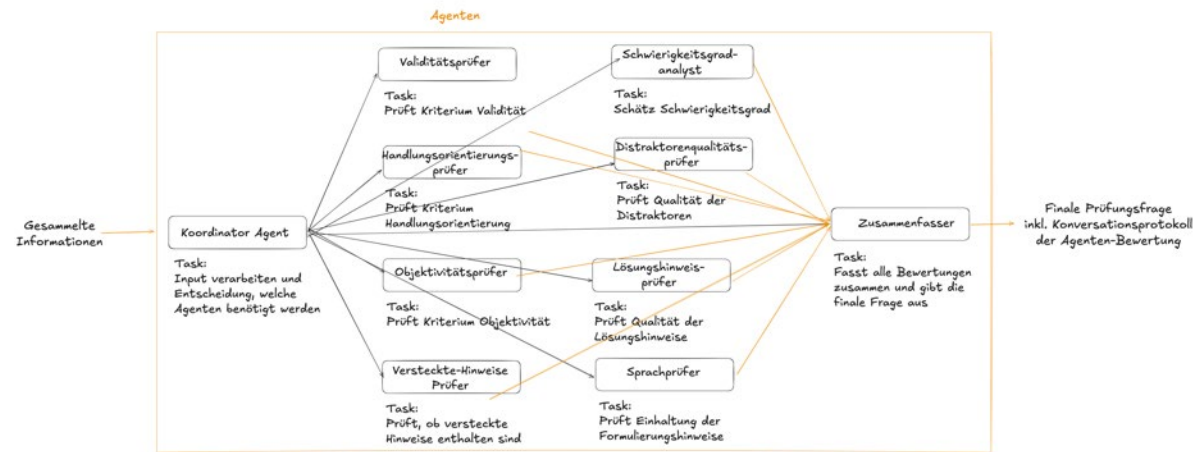 Agenten
Gesammelte
Informationen
Koordinator Agent
Task:
Input verarbeiten und
Entscheidung, welche
Agenten benötigt werden
Validitätsprüfer
Task:
Prüft Kriterium Validität
Handlungsorientierungs-
prüfer
Task:
Prüft Kriterium
Handlungsorientierung
Objektivitätsprüfer
Task:
Prüft Kriterium Objektivität
Versteckte-Hinweise
Prüfer
Task:
Prüft, ob versteckte
Hinweise enthalten sind
Schwierigkeitsgrad-
analyst
Task:
Schätz Schwierigkeitsgrad
Distraktorenqualitäts-
prüfer
Task:
Prüft Qualität der
Distraktoren
Lösungshinweis-
prüfer
Task:
Prüft Qualität der
Lösungshinweise
Sprachprüfer
Task:
Prüft Einhaltung der
Formulierungshinweise
Zusammenfasser
Task:
Fasst alle Bewertungen
zusammen und gibt die
finale Frage aus
Finale Prüfungsfrage
inkl. Konversationsprotokoll
der Agenten-Bewertung